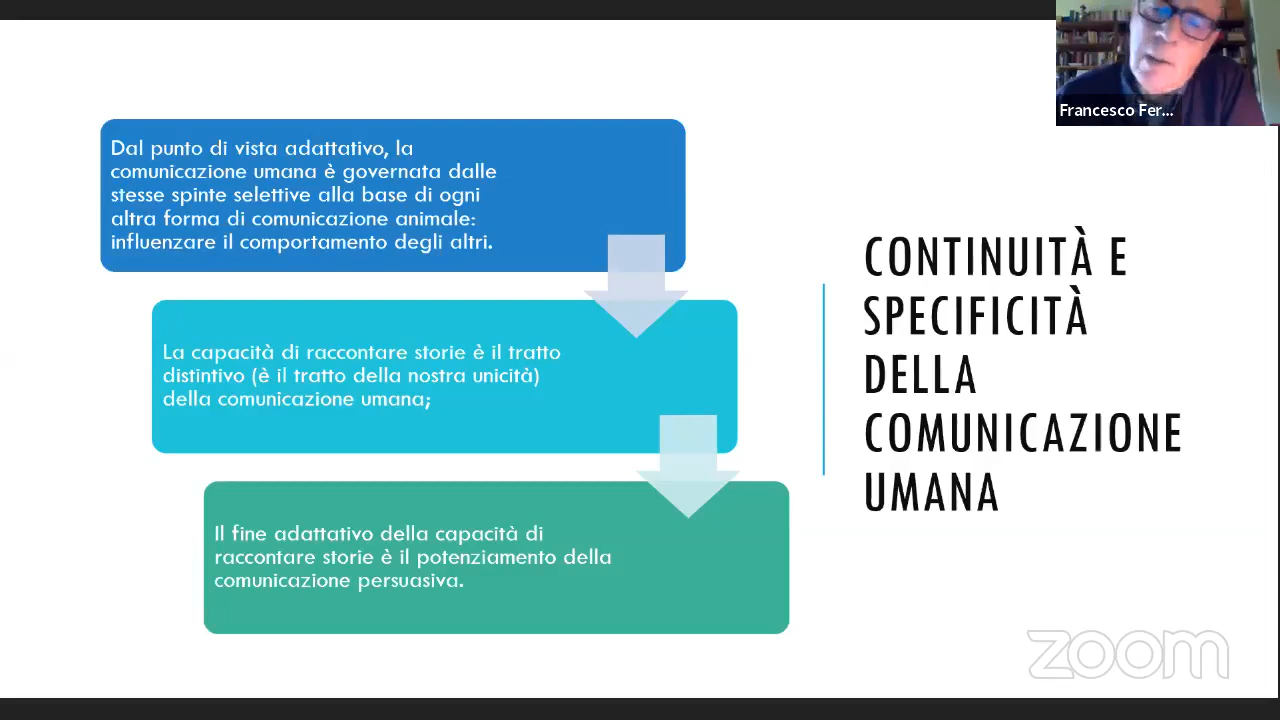 Francesco Fer...
Dal punto di vista adattativo, la
comunicazione umana è governata dalle
stesse spinte selettive alla base di ogni
altra forma di comunicazione animale:
influenzare il comportamento degli altri.
La capacità di raccontare storie è il tratto
distintivo (è il tratto della nostra unicità)
della comunicazione umana;
Il fine adattativo della capacità di
raccontare storie è il potenziamento della
comunicazione persuasiva.
CONTINUITÀ E
SPECIFICITÀ
DELLA
COMUNICAZIONE
UMANA
zoom